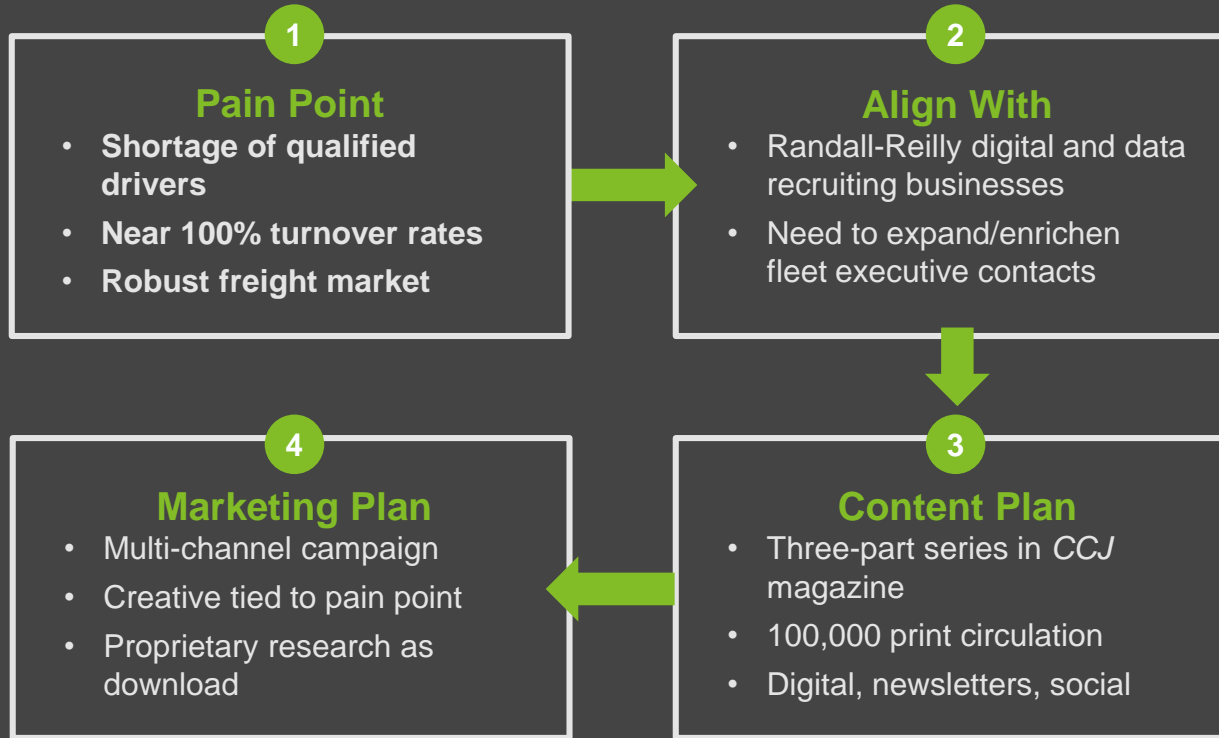 1
Pain Point
• Shortage of qualified
drivers
• Near 100% turnover rates
• Robust freight market
2
Align With
• Randall-Reilly digital and data
recruiting businesses
• Need to expand/enrichen
fleet executive contacts
3
Content Plan
• Three-part series in CCJ
magazine
• 100,000 print circulation
• Digital, newsletters, social
4
Marketing Plan
• Multi-channel campaign
• Creative tied to pain point
• Proprietary research as
download